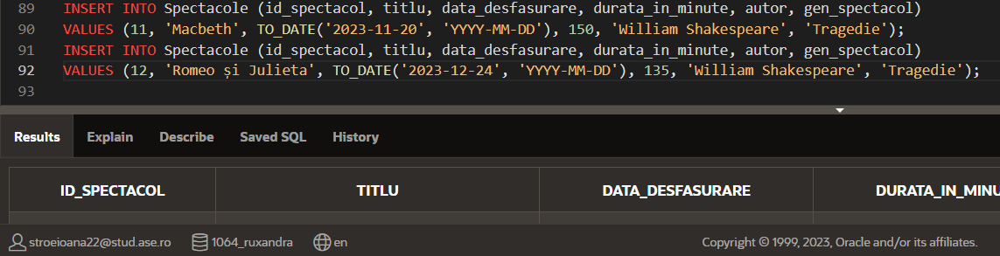 89 INSERT INTO Spectacole (id_spectacol, titlu, data_desfasurare, durata_in_minute, autor, gen_spectacol)
90 VALUES (11, 'Macbeth', TO_DATE('2023-11-20', 'YYYY-MM-DD'), 150, 'William Shakespeare', 'Tragedie');
91 INSERT INTO Spectacole (id_spectacol, titlu, data_desfasurare, durata_in_minute, autor, gen_spectacol)
92 VALUES (12, 'Romeo și Julieta', TO_DATE('2023-12-24', 'YYYY-MM-DD'), 135, 'William Shakespeare', 'Tragedie');
93
Results Explain Describe Saved SQL History
ID_SPECTACOL TITLU DATA_DESFASURARE DURATA_IN_MINU
stroeioana22@stud.ase.ro 1064_ruxandra en Copyright © 1999, 2023, Oracle and/or its affiliates.